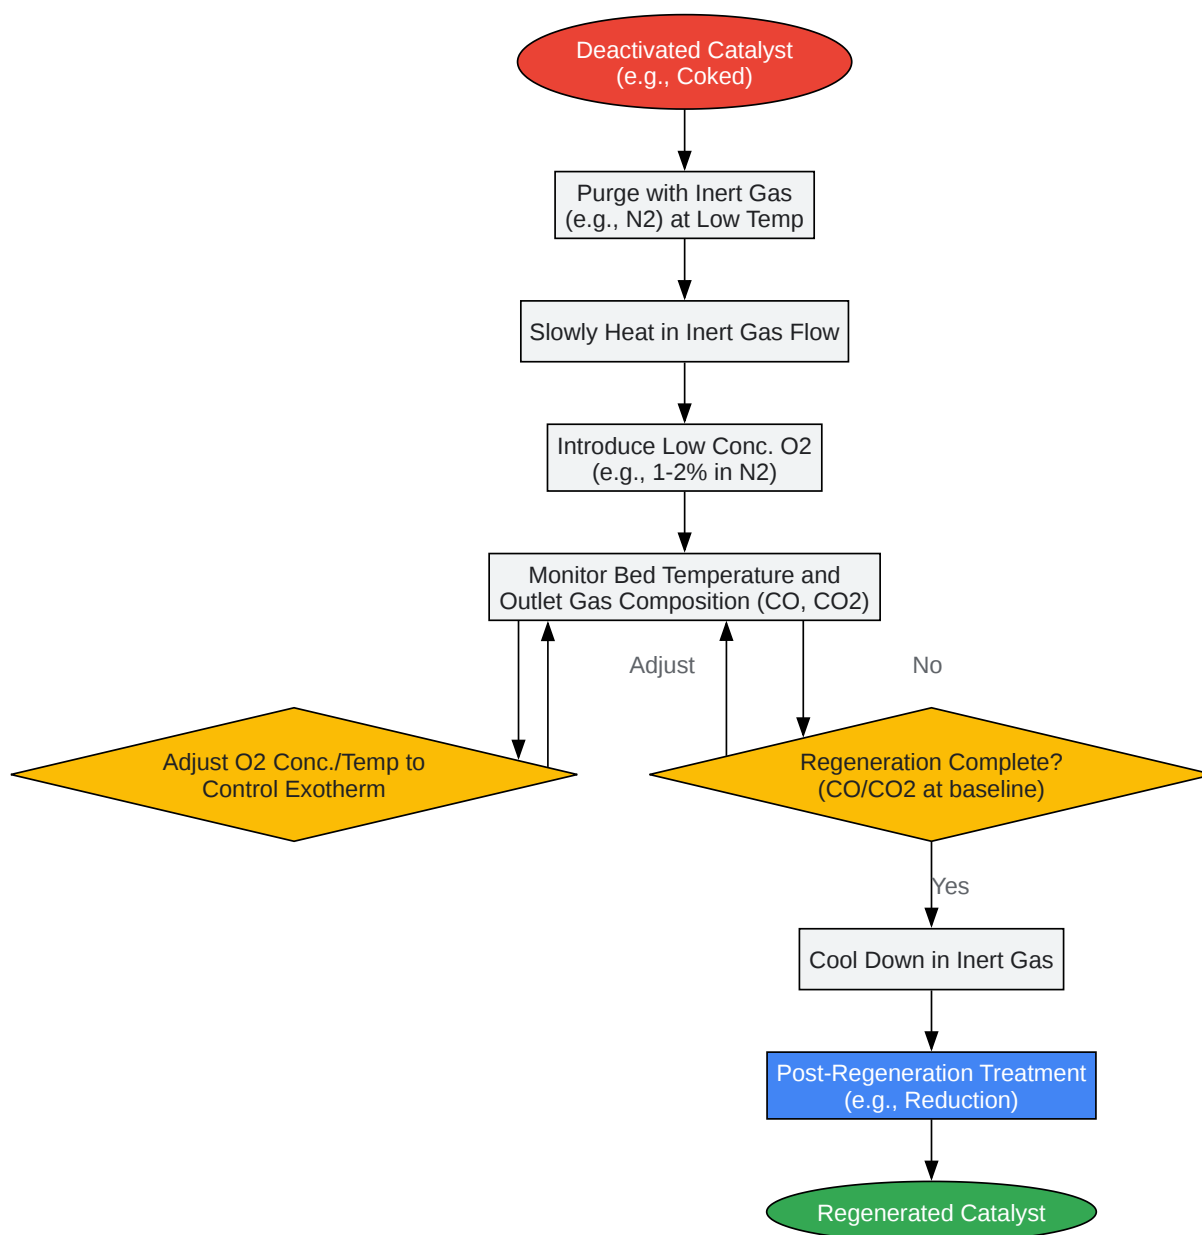 Deactivated Catalyst
(e.g., Coked)
Purge with Inert Gas
(e.g., N2) at Low Temp
Slowly Heat in Inert Gas Flow
Introduce Low Conc. O2
(e.g., 1-2% in N2)
Monitor Bed Temperature and
Outlet Gas Composition (CO, CO2)
Adjust
No
Adjust O2 Conc./Temp to
Control Exotherm
Regeneration Complete?
(CO/CO2 at baseline)
Yes
Cool Down in Inert Gas
Post-Regeneration Treatment
(e.g., Reduction)
Regenerated Catalyst